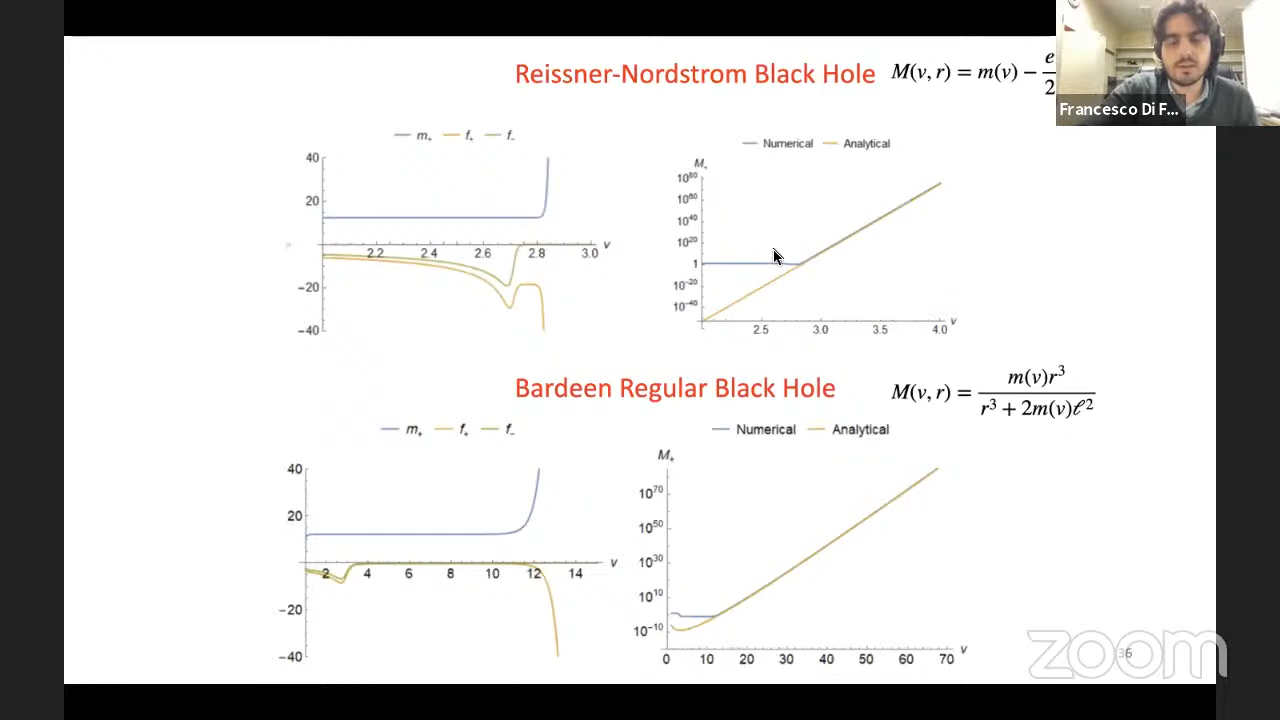 Reissner-Nordstrom Black Hole
M(v, r) = m(v) − e
2
Francesco Di F...
m₊ f₊ f₋
40
20
−20
−40
2.2 2.4 2.6 2.8 3.0 v
Numerical Analytical
M₊
10⁸⁰
10⁶⁰
10⁴⁰
10²⁰
1
10⁻²⁰
10⁻⁴⁰
2.5 3.0 3.5 4.0 v
Bardeen Regular Black Hole
M(v, r) = m(v)r³
r³ + 2m(v)ℓ²
m₊ f₊ f₋
40
20
−20
−40
2 4 6 8 10 12 14 v
Numerical Analytical
M₊
10⁷⁰
10⁵⁰
10³⁰
10¹⁰
10⁻¹⁰
0 10 20 30 40 50 60 70 v
zoom
36